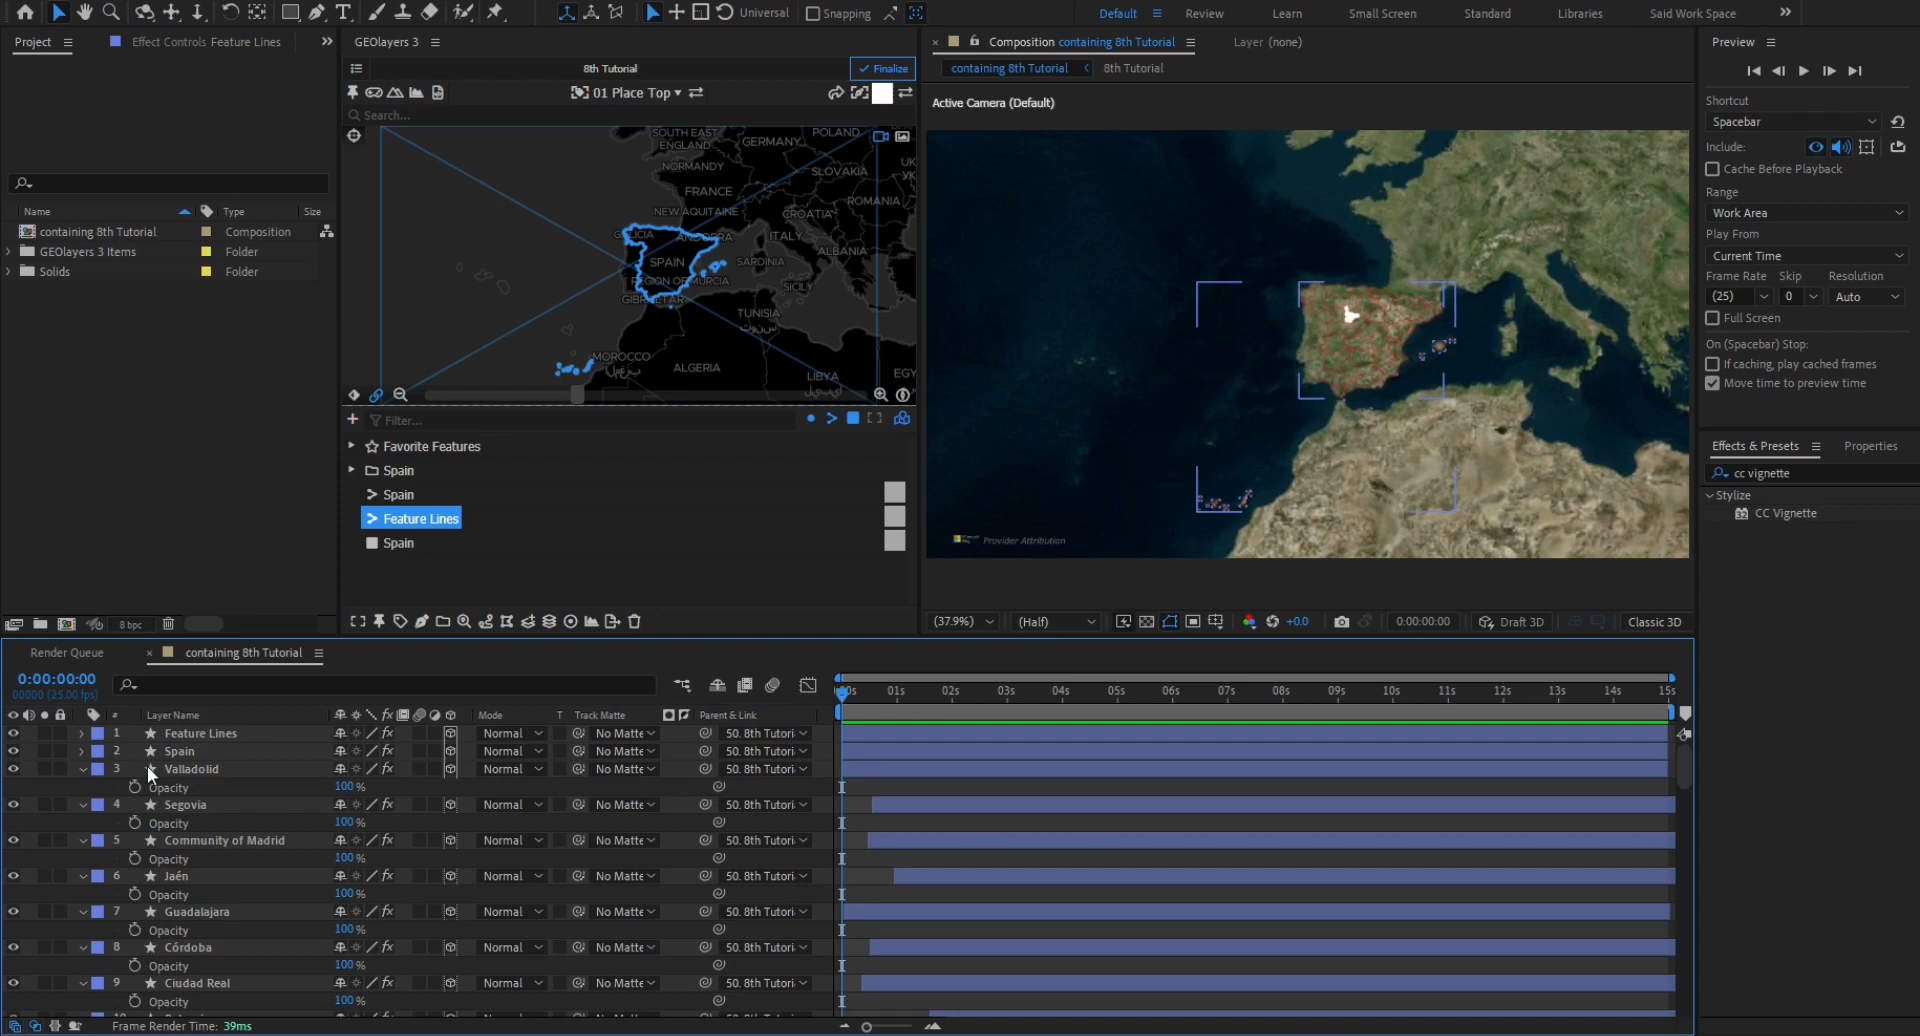 Universal
Snapping
Default
Review
Learn
Small Screen
Standard
Libraries
Said Work Space
Project
Effect Controls Feature Lines
Name
Type
Size
containing 8th Tutorial
Composition
GEOlayers 3 Items
Folder
Solids
Folder
8 bpc
GEOlayers 3
8th Tutorial
Finalize
01 Place Top
Search...
SOUTH EAST
ENGLAND
POLAND
GERMANY
NORMANDY
SLOVAKIA
FRANCE
ROMANIA
NEW AQUITAINE
CROATIA
GALICIA
ANDORRA
ITALY
ALBANIA
SPAIN
SARDINIA
REGION OF MURCIA
SICILY
GIBRALTAR
TUNISIA
تونس
MOROCCO
المغرب
ALGERIA
LIBYA
ليبيا
EGY
Filter...
Favorite Features
Spain
Spain
Feature Lines
Spain
Composition containing 8th Tutorial
Layer (none)
containing 8th Tutorial
8th Tutorial
Active Camera (Default)
Provider Attribution
(37.9%)
(Half)
+0.0
0:00:00:00
Draft 3D
Classic 3D
Preview
Shortcut
Spacebar
Include:
Cache Before Playback
Range
Work Area
Play From
Current Time
Frame Rate Skip Resolution
(25) 0 Auto
Full Screen
On (Spacebar) Stop:
If caching, play cached frames
Move time to preview time
Effects & Presets
Properties
cc vignette
Stylize
CC Vignette
Render Queue
containing 8th Tutorial
0:00:00:00
00000 (25.00 fps)
01s 02s 03s 04s 05s 06s 07s 08s 09s 10s 11s 12s 13s 14s 15s
# Layer Name Mode T Track Matte Parent & Link
1 Feature Lines Normal No Matte 50. 8th Tutori
2 Spain Normal No Matte 50. 8th Tutori
3 Valladolid Normal No Matte 50. 8th Tutori
Opacity 100 %
4 Segovia Normal No Matte 50. 8th Tutori
Opacity 100 %
5 Community of Madrid Normal No Matte 50. 8th Tutori
Opacity 100 %
6 Jaén Normal No Matte 50. 8th Tutori
Opacity 100 %
7 Guadalajara Normal No Matte 50. 8th Tutori
Opacity 100 %
8 Córdoba Normal No Matte 50. 8th Tutori
Opacity 100 %
9 Ciudad Real Normal No Matte 50. 8th Tutori
Opacity 100 %
Frame Render Time: 39ms